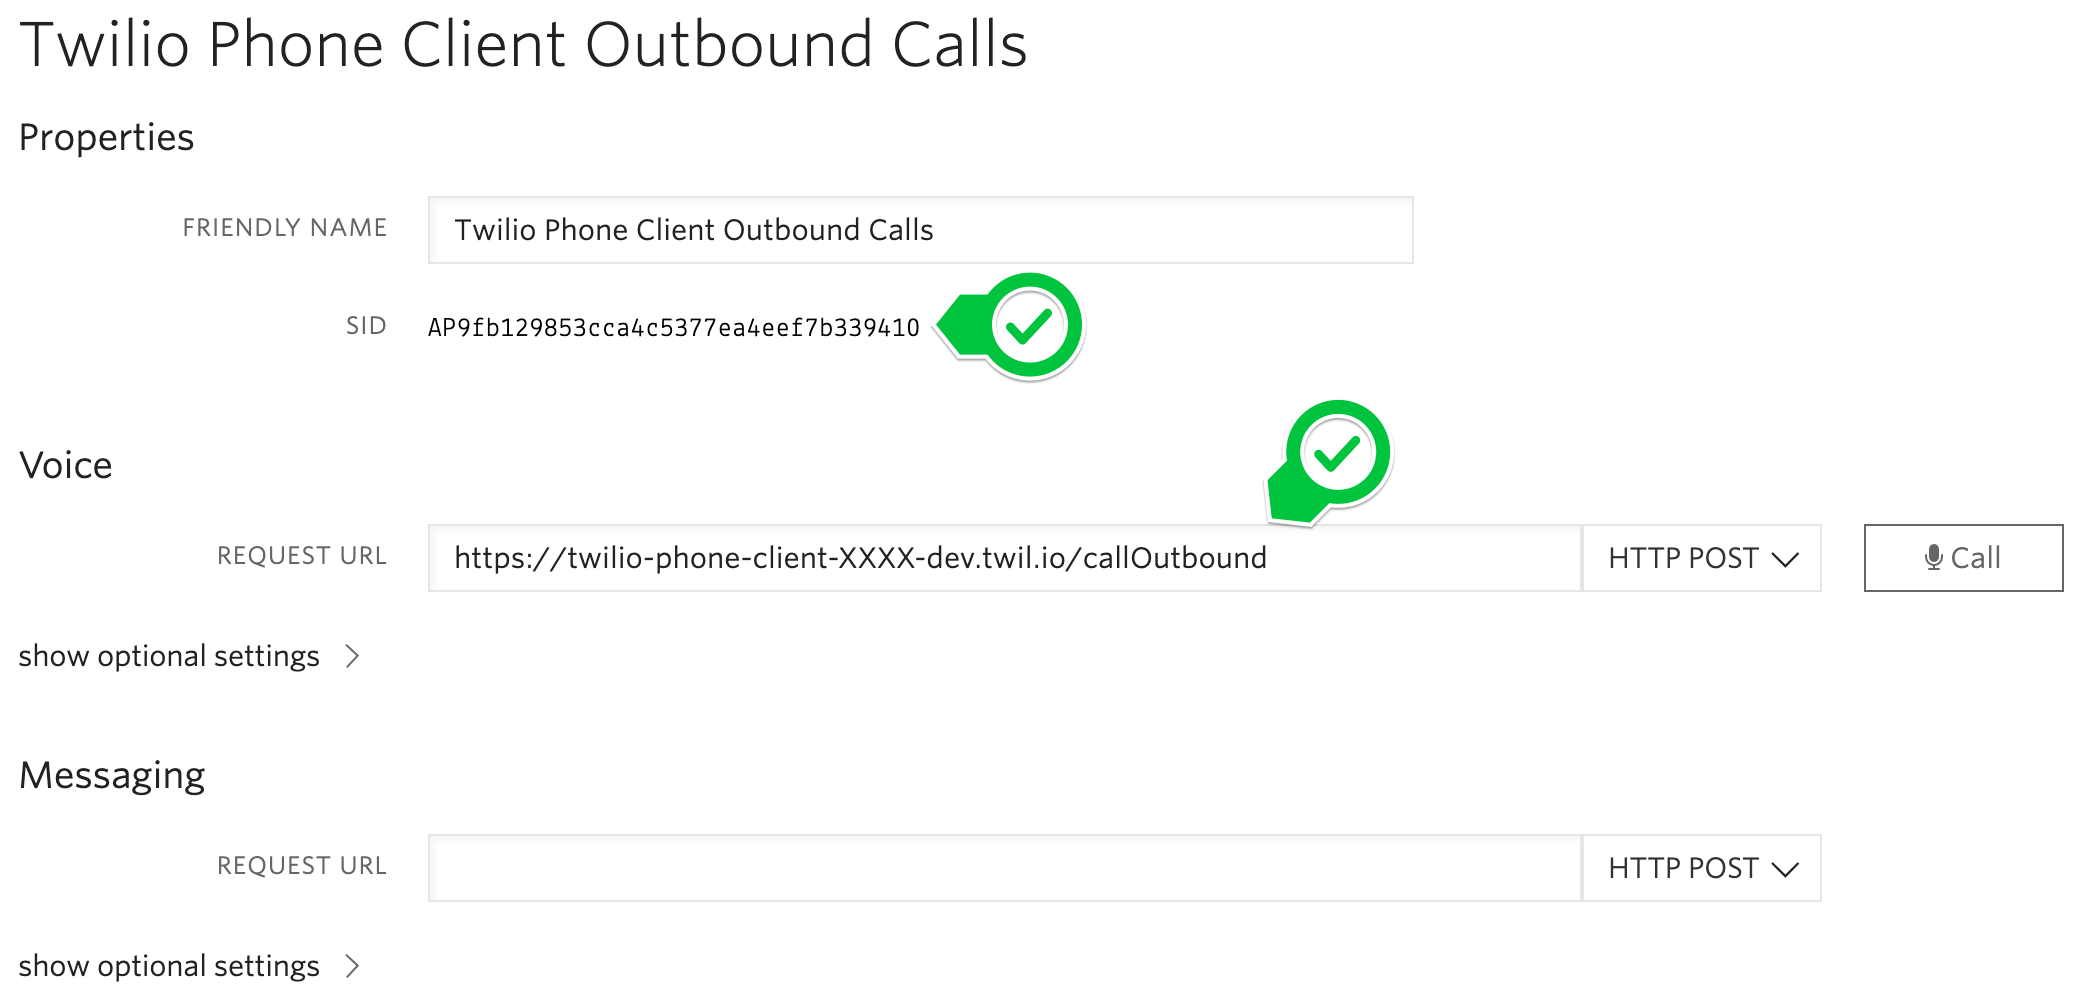 Twilio Phone Client Outbound Calls
Properties
FRIENDLY NAME Twilio Phone Client Outbound Calls
SID AP9fb129853cca4c5377ea4eef7b339410
Voice
REQUEST URL https://twilio-phone-client-XXXX-dev.twil.io/callOutbound HTTP POST Call
show optional settings
Messaging
REQUEST URL HTTP POST
show optional settings